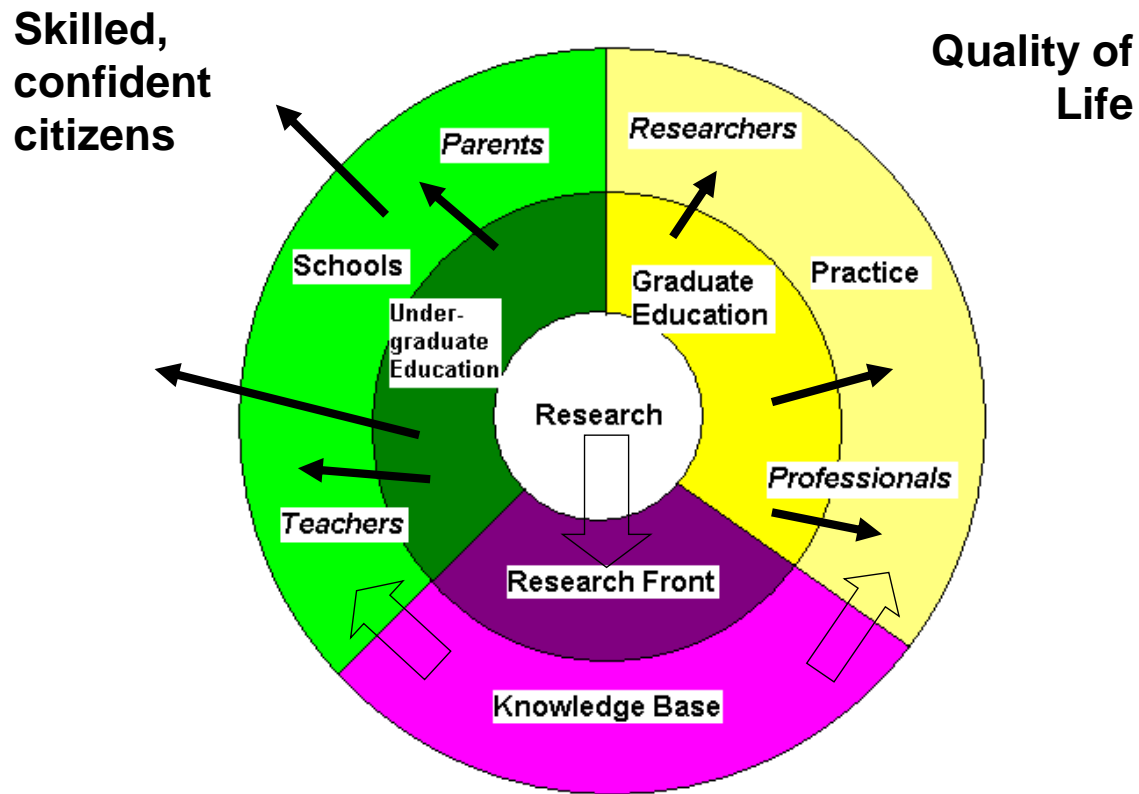 Skilled,
confident
citizens
Quality of
Life
Parents
Researchers
Schools
Practice
Graduate
Education
Under-
graduate
Education
Research
Professionals
Teachers
Research Front
Knowledge Base